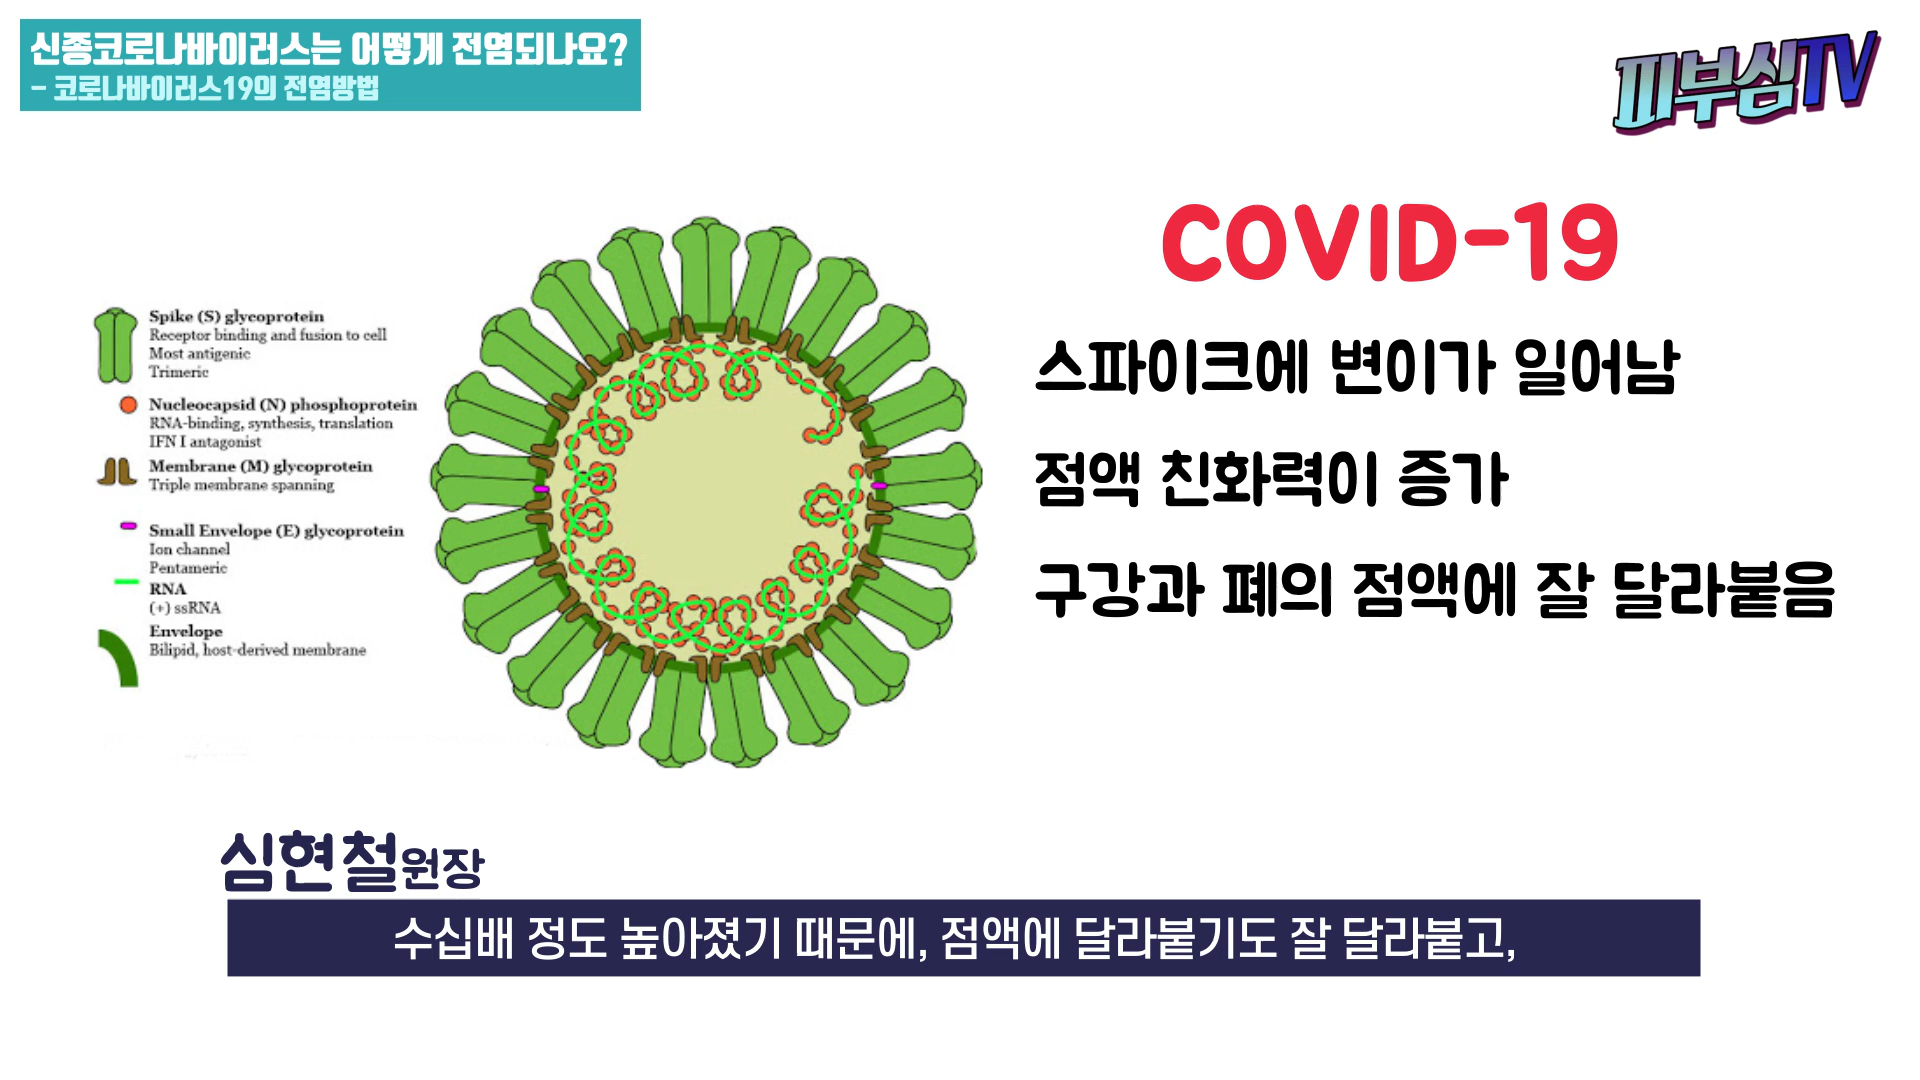 신종코로나바이러스는 어떻게 전염되나요?
- 코로나바이러스19의 전염방법
피부심TV
COVID-19
스파이크에 변이가 일어남
점액 친화력이 증가
구강과 폐의 점액에 잘 달라붙음
Spike (S) glycoprotein
Receptor binding and fusion to cell
Most antigenic
Trimeric
Nucleocapsid (N) phosphoprotein
RNA-binding, synthesis, translation
IFN I antagonist
Membrane (M) glycoprotein
Triple membrane spanning
Small Envelope (E) glycoprotein
Ion channel
Pentameric
RNA
(+) ssRNA
Envelope
Bilipid, host-derived membrane
심현철원장
수십배 정도 높아졌기 때문에, 점액에 달라붙기도 잘 달라붙고,